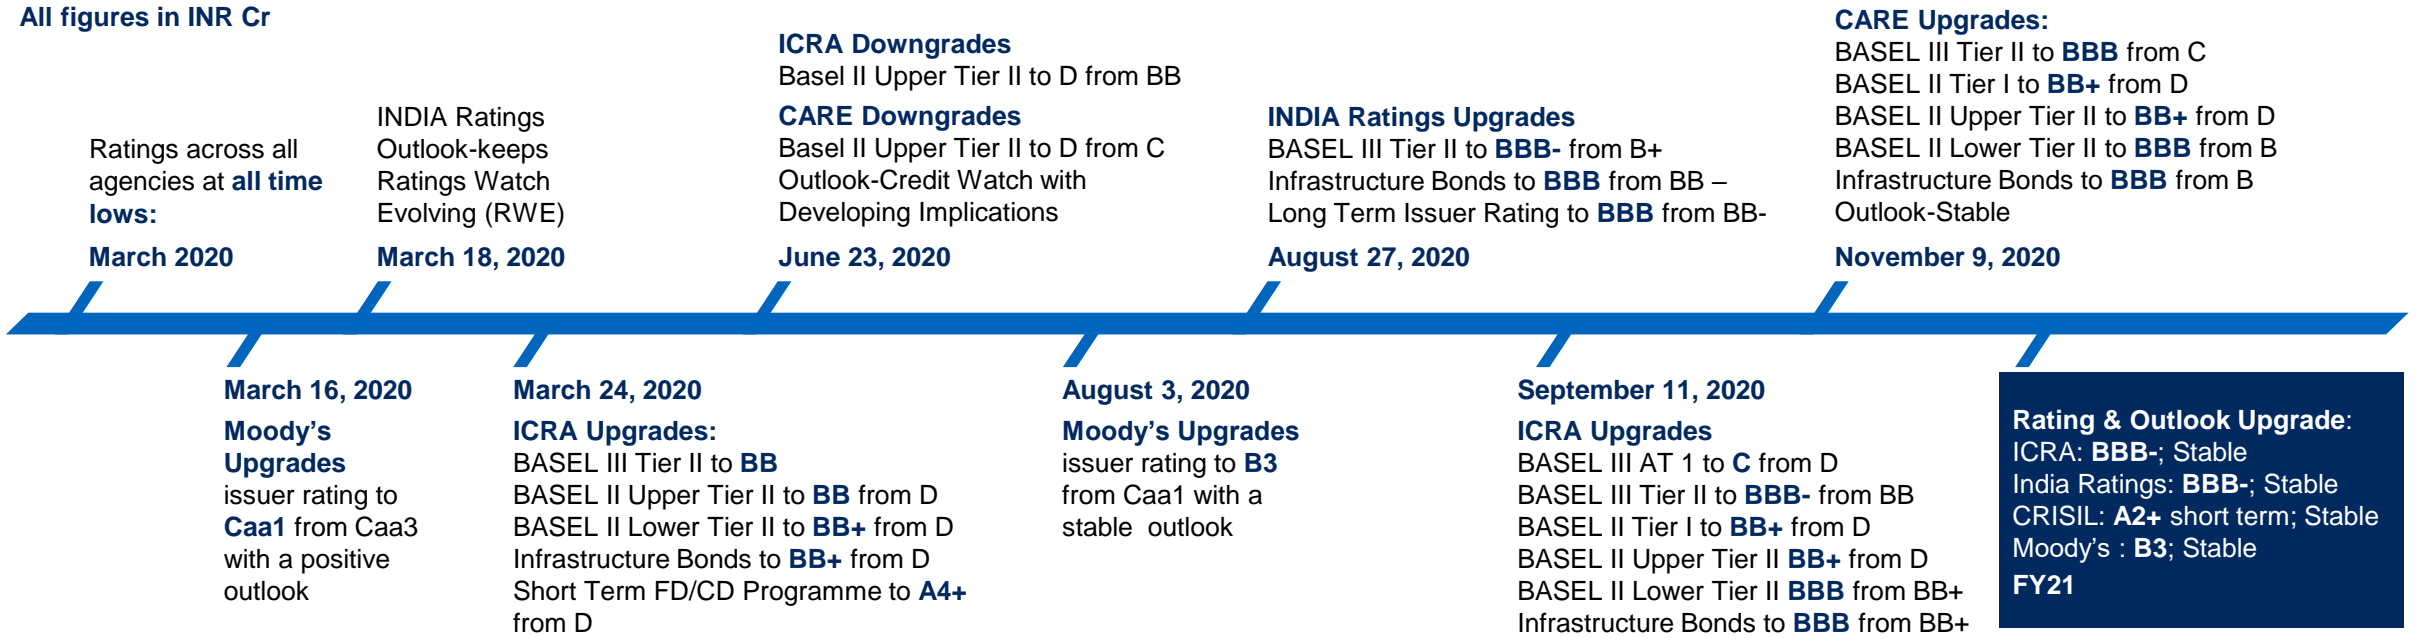 All figures in INR Cr
Ratings across all
agencies at all time
lows:
March 2020
March 16, 2020
Moody’s
Upgrades
issuer rating to
Caa1 from Caa3
with a positive
outlook
INDIA Ratings
Outlook-keeps
Ratings Watch
Evolving (RWE)
March 18, 2020
March 24, 2020
ICRA Upgrades:
BASEL III Tier II to BB
BASEL II Upper Tier II to BB from D
BASEL II Lower Tier II to BB+ from D
Infrastructure Bonds to BB+ from D
Short Term FD/CD Programme to A4+
from D
ICRA Downgrades
Basel II Upper Tier II to D from BB
CARE Downgrades
Basel II Upper Tier II to D from C
Outlook-Credit Watch with
Developing Implications
June 23, 2020
August 3, 2020
Moody’s Upgrades
issuer rating to B3
from Caa1 with a
stable outlook
INDIA Ratings Upgrades
BASEL III Tier II to BBB- from B+
Infrastructure Bonds to BBB from BB –
Long Term Issuer Rating to BBB from BB-
August 27, 2020
September 11, 2020
ICRA Upgrades
BASEL III AT 1 to C from D
BASEL III Tier II to BBB- from BB
BASEL II Tier I to BB+ from D
BASEL II Upper Tier II BB+ from D
BASEL II Lower Tier II BBB from BB+
Infrastructure Bonds to BBB from BB+
CARE Upgrades:
BASEL III Tier II to BBB from C
BASEL II Tier I to BB+ from D
BASEL II Upper Tier II to BB+ from D
BASEL II Lower Tier II to BBB from B
Infrastructure Bonds to BBB from B
Outlook-Stable
November 9, 2020
Rating & Outlook Upgrade:
ICRA: BBB-; Stable
India Ratings: BBB-; Stable
CRISIL: A2+ short term; Stable
Moody’s : B3; Stable
FY21